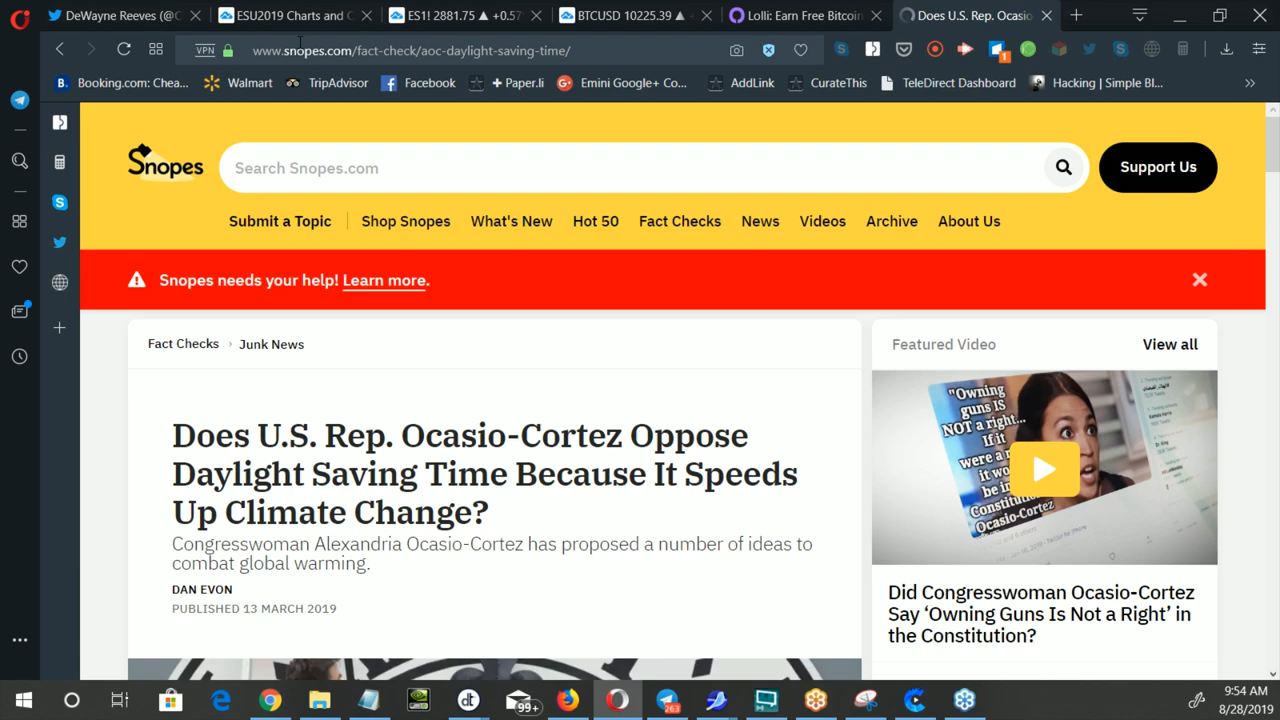 DeWayne Reeves (@C
ESU2019 Charts and C
ES1! 2881.75 ▲ +0.57
BTCUSD 10225.39 ▲
Lolli: Earn Free Bitcoin
Does U.S. Rep. Ocasio
VPN
www.snopes.com/fact-check/aoc-daylight-saving-time/
1
Booking.com: Chea...
Walmart
TripAdvisor
Facebook
+ Paper.li
Emini Google+ Co...
AddLink
CurateThis
TeleDirect Dashboard
Hacking | Simple Bl...
Snopes
Search Snopes.com
Support Us
Submit a Topic
Shop Snopes
What's New
Hot 50
Fact Checks
News
Videos
Archive
About Us
Snopes needs your help! Learn more.
Fact Checks › Junk News
Does U.S. Rep. Ocasio-Cortez Oppose
Daylight Saving Time Because It Speeds
Up Climate Change?
Congresswoman Alexandria Ocasio-Cortez has proposed a number of ideas to
combat global warming.
DAN EVON
PUBLISHED 13 MARCH 2019
Featured Video
View all
"Owning
guns IS
NOT a right...
If it
were a
it wo
be in
Constitu
Ocasio-Cortez
Did Congresswoman Ocasio-Cortez
Say ‘Owning Guns Is Not a Right’ in
the Constitution?
99+
263
9:54 AM
8/28/2019